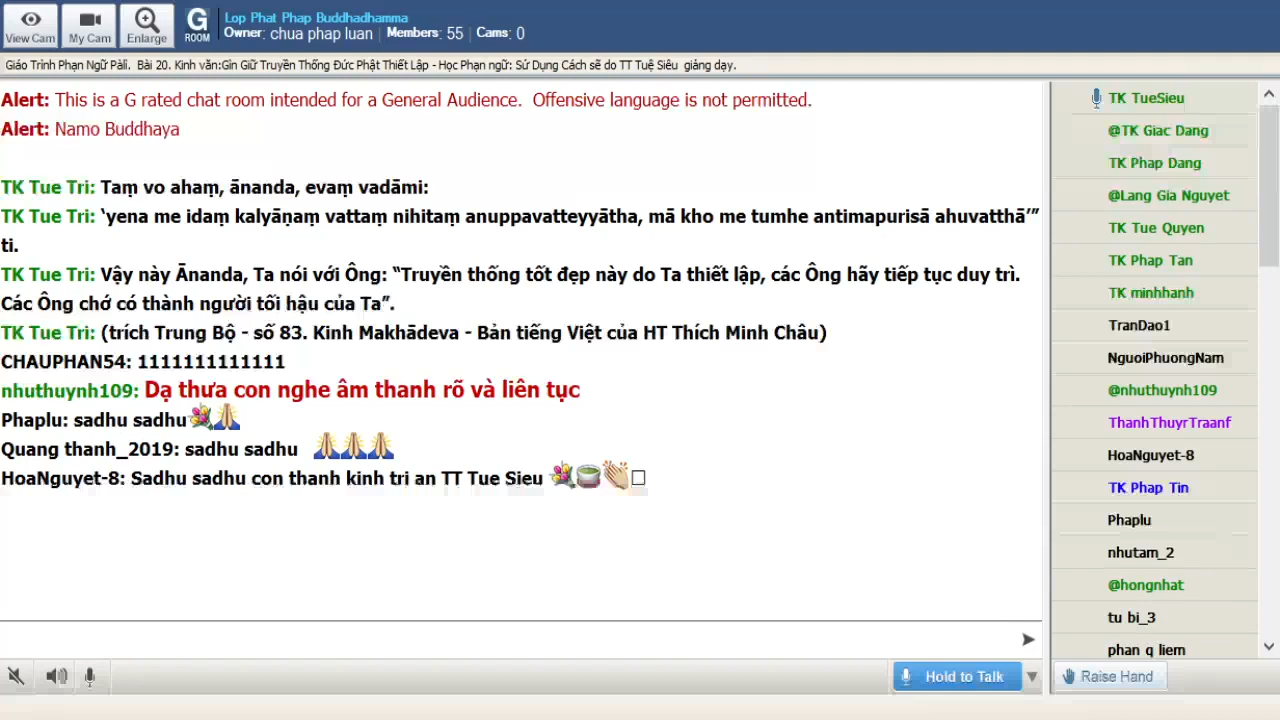 View Cam
My Cam
Enlarge
G
ROOM
Lop Phat Phap Buddhadhamma
Owner: chua phap luan | Members: 55 | Cams: 0
Giáo Trình Phạn Ngữ Pàli. Bài 20. Kinh văn:Gìn Giữ Truyền Thống Đức Phật Thiết Lập - Học Phạn ngữ: Sử Dụng Cách sẽ do TT Tuệ Siêu giảng dạy.
Alert: This is a G rated chat room intended for a General Audience. Offensive language is not permitted.
Alert: Namo Buddhaya
TK Tue Tri: Taṃ vo ahaṃ, ānanda, evaṃ vadāmi:
TK Tue Tri: ‘yena me idaṃ kalyāṇaṃ vattaṃ nihitaṃ anuppavatteyyātha, mā kho me tumhe antimapurisā ahuvatthā’”
ti.
TK Tue Tri: Vậy này Ānanda, Ta nói với Ông: “Truyền thống tốt đẹp này do Ta thiết lập, các Ông hãy tiếp tục duy trì.
Các Ông chớ có thành người tối hậu của Ta”.
TK Tue Tri: (trích Trung Bộ - số 83. Kinh Makhādeva - Bản tiếng Việt của HT Thích Minh Châu)
CHAUPHAN54: 1111111111111
nhuthuynh109: Dạ thưa con nghe âm thanh rõ và liên tục
Phaplu: sadhu sadhu
Quang thanh_2019: sadhu sadhu
HoaNguyet-8: Sadhu sadhu con thanh kinh tri an TT Tue Sieu
Hold to Talk
TK TueSieu
@TK Giac Dang
TK Phap Dang
@Lang Gia Nguyet
TK Tue Quyen
TK Phap Tan
TK minhhanh
TranDao1
NguoiPhuongNam
@nhuthuynh109
ThanhThuyrTraanf
HoaNguyet-8
TK Phap Tin
Phaplu
nhutam_2
@hongnhat
tu bi_3
phan q liem
Raise Hand